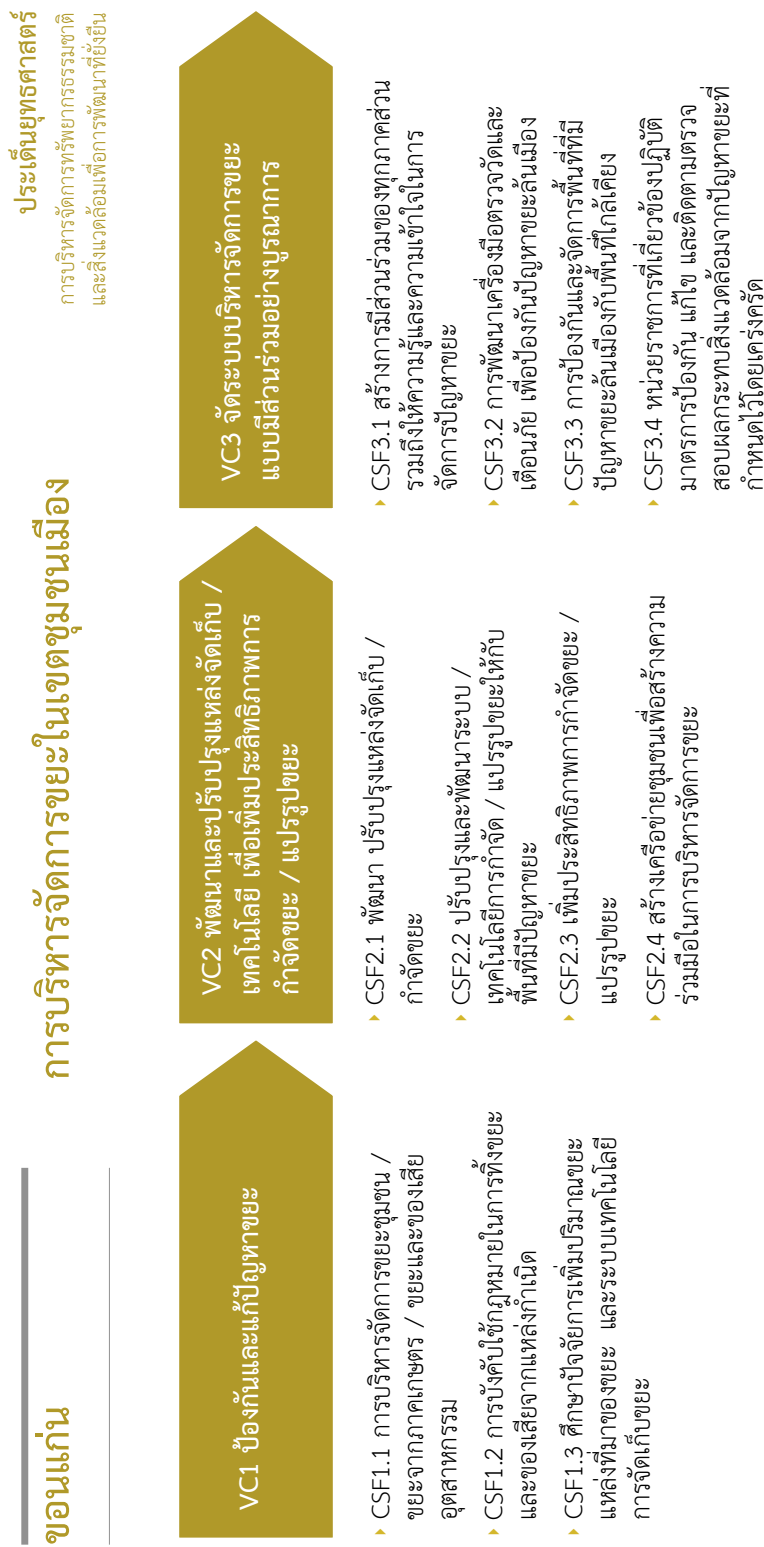 ขอนแก่น
การบริหารจัดการขยะในเขตชุมชนเมือง
ประเด็นยุทธศาสตร์
การบริหารจัดการทรัพยากรธรรมชาติ
และสิ่งแวดล้อมเพื่อการพัฒนาที่ยั่งยืน
VC1 ป้องกันและแก้ปัญหาขยะ
CSF1.1 การบริหารจัดการขยะชุมชน /
ขยะจากภาคเกษตร / ขยะและของเสีย
อุตสาหกรรม
CSF1.2 การบังคับใช้กฎหมายในการทิ้งขยะ
และของเสียจากแหล่งกำเนิด
CSF1.3 ศึกษาปัจจัยการเพิ่มปริมาณขยะ
แหล่งที่มาของขยะ และระบบเทคโนโลยี
การจัดเก็บขยะ
VC2 พัฒนาและปรับปรุงแหล่งจัดเก็บ /
เทคโนโลยี เพื่อเพิ่มประสิทธิภาพการ
กำจัดขยะ / แปรรูปขยะ
CSF2.1 พัฒนา ปรับปรุงแหล่งจัดเก็บ /
กำจัดขยะ
CSF2.2 ปรับปรุงและพัฒนาระบบ /
เทคโนโลยีการกำจัด / แปรรูปขยะให้กับ
พื้นที่มีปัญหาขยะ
CSF2.3 เพิ่มประสิทธิภาพการกำจัดขยะ /
แปรรูปขยะ
CSF2.4 สร้างเครือข่ายชุมชนเพื่อสร้างความ
ร่วมมือในการบริหารจัดการขยะ
VC3 จัดระบบบริหารจัดการขยะ
แบบมีส่วนร่วมอย่างบูรณาการ
CSF3.1 สร้างการมีส่วนร่วมของทุกภาคส่วน
รวมถึงให้ความรู้และความเข้าใจในการ
จัดการปัญหาขยะ
CSF3.2 การพัฒนาเครื่องมือตรวจวัดและ
เตือนภัย เพื่อป้องกันปัญหาขยะล้นเมือง
CSF3.3 การป้องกันและจัดการพื้นที่ที่มี
ปัญหาขยะล้นเมืองกับพื้นที่ใกล้เคียง
CSF3.4 หน่วยราชการที่เกี่ยวข้องปฏิบัติ
มาตรการป้องกัน แก้ไข และติดตามตรวจ
สอบผลกระทบสิ่งแวดล้อมจากปัญหาขยะที่
กำหนดไว้โดยเคร่งครัด